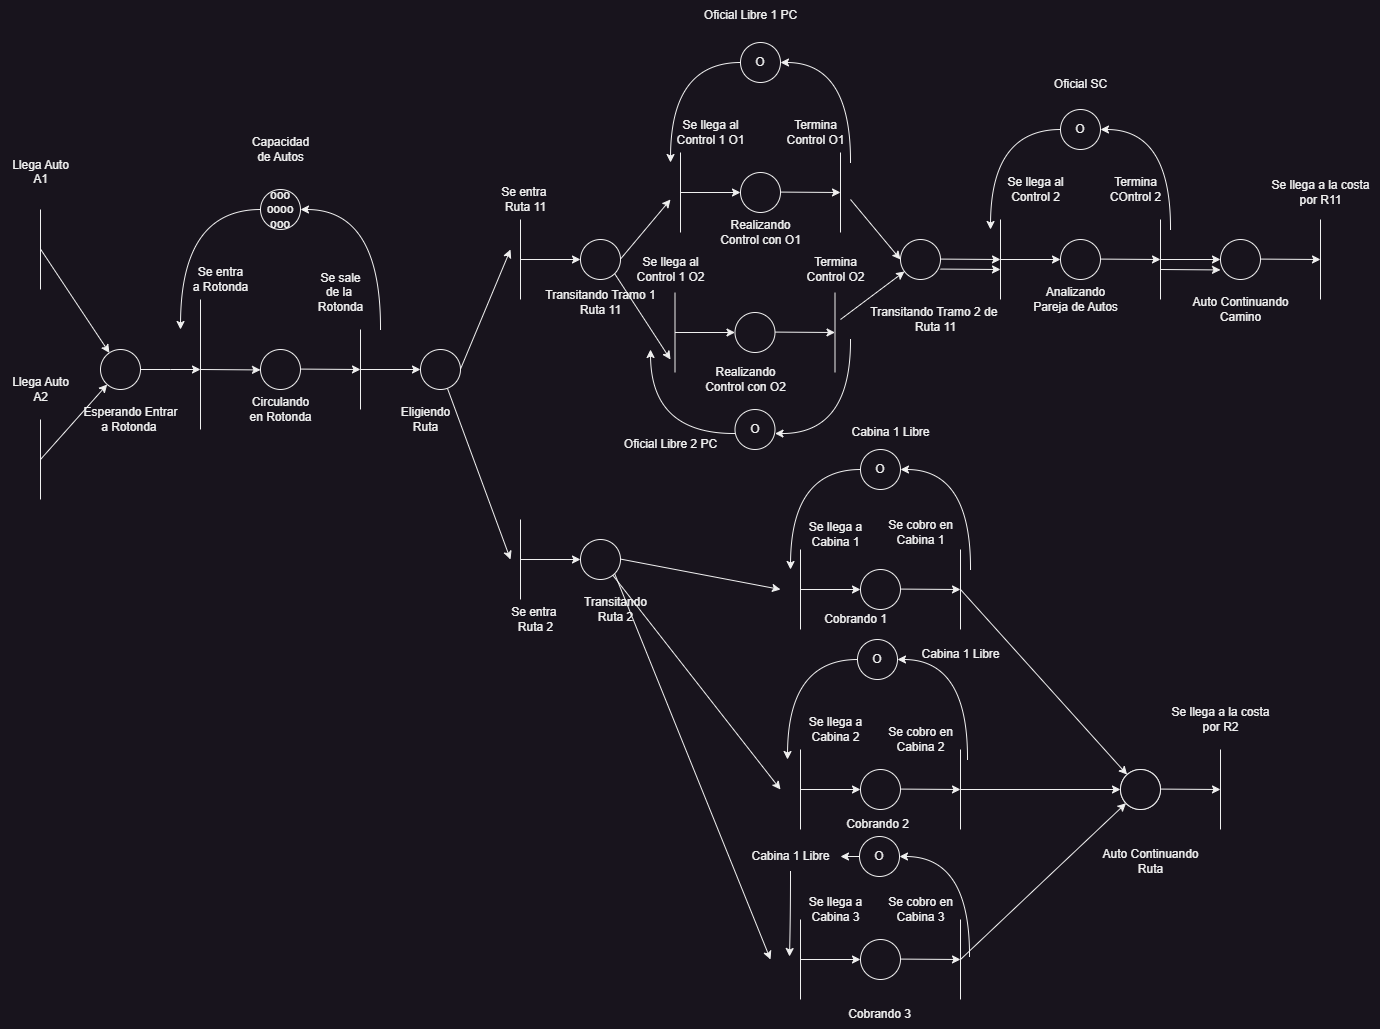 Oficial Libre 1 PC
O
Oficial SC
O
Se llega al
Control 1 O1
Termina
Control O1
Capacidad
de Autos
ooo
oooo
ooo
Llega Auto
A1
Se entra
Ruta 11
Se llega al
Control 2
Termina
COntrol 2
Se llega a la costa
por R11
Realizando
Control con O1
Se entra
a Rotonda
Se sale
de la
Rotonda
Se llega al
Control 1 O2
Termina
Control O2
Transitando Tramo 1
Ruta 11
Transitando Tramo 2 de
Ruta 11
Analizando
Pareja de Autos
Auto Continuando
Camino
Llega Auto
A2
Esperando Entrar
a Rotonda
Circulando
en Rotonda
Eligiendo
Ruta
Realizando
Control con O2
O
Oficial Libre 2 PC
Cabina 1 Libre
O
Se llega a
Cabina 1
Se cobro en
Cabina 1
Se entra
Ruta 2
Transitando
Ruta 2
Cobrando 1
O
Cabina 1 Libre
Se llega a
Cabina 2
Se cobro en
Cabina 2
Se llega a la costa
por R2
Cobrando 2
Cabina 1 Libre
O
Auto Continuando
Ruta
Se llega a
Cabina 3
Se cobro en
Cabina 3
Cobrando 3